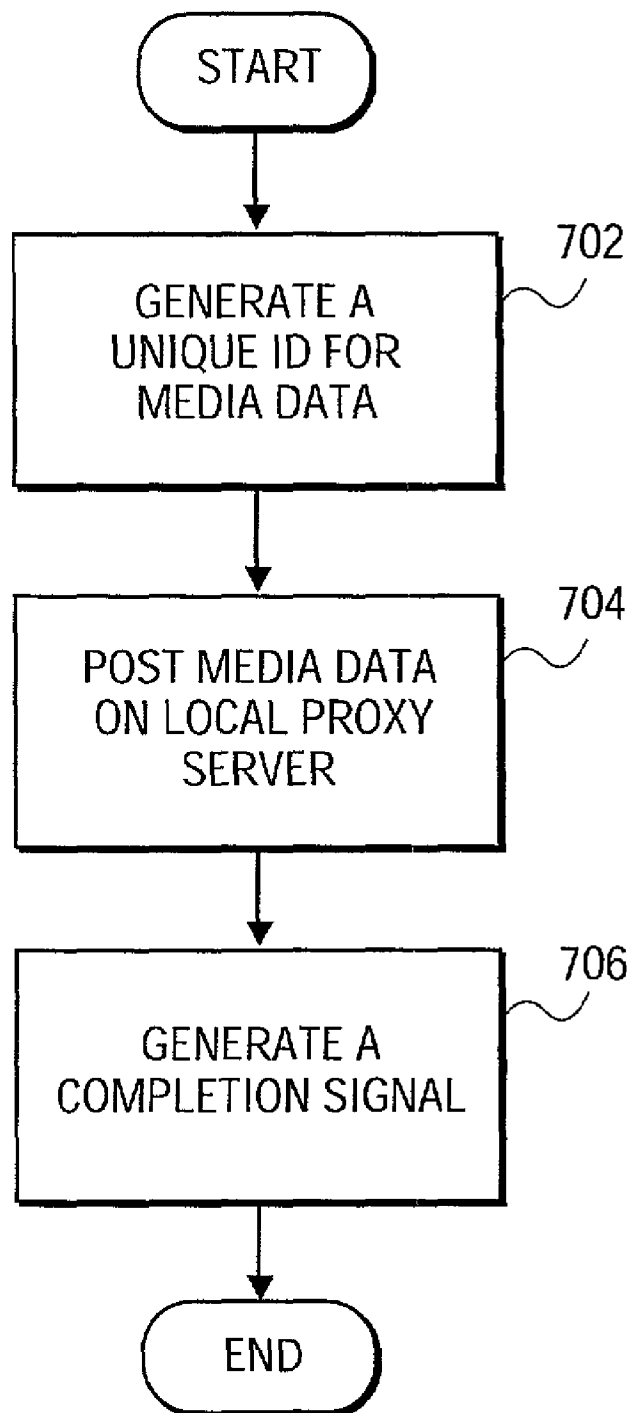 START
702
GENERATE A
UNIQUE ID FOR
MEDIA DATA
704
POST MEDIA DATA
ON LOCAL PROXY
SERVER
706
GENERATE A
COMPLETION SIGNAL
END